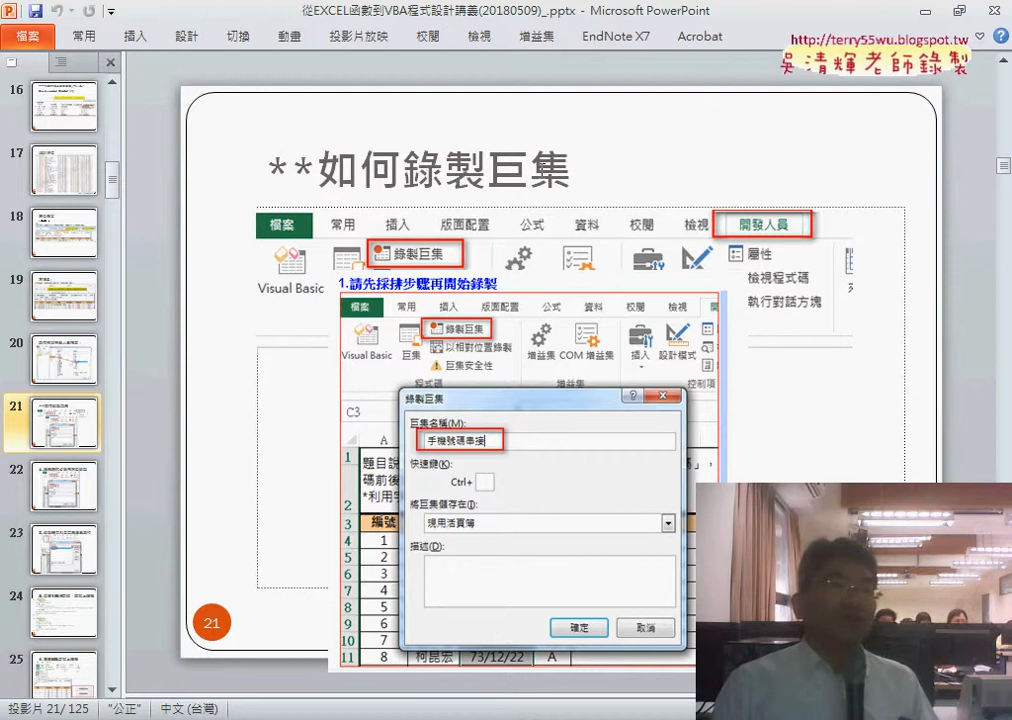 從EXCEL函數到VBA程式設計講義(20180509)_.pptx - Microsoft PowerPoint
檔案 常用 插入 設計 切換 動畫 投影片放映 校閱 檢視 增益集 EndNote X7 Acrobat
http://terry55wu.blogspot.tw
吳清輝老師錄製
16
17
18
19
20
21
22
23
24
25
**如何錄製巨集
檔案 常用 插入 版面配置 公式 資料 校閱 檢視 開發人員
錄製巨集
屬性
檢視程式碼
執行對話方塊
Visual Basic
1.請先採排步驟再開始錄製
檔案 常用 插入 版面配置 公式 資料 校閱 檢視
錄製巨集
以相對位置錄製
巨集安全性
Visual Basic 巨集 增益集 COM 增益集 插入 設計模式
程式碼 增益集 控制項
錄製巨集
C3
巨集名稱(M):
手機號碼串接
快速鍵(K):
Ctrl+
將巨集儲存在(I):
現用活頁簿
描述(D):
確定 取消
A
1 題目說
碼前後
2 *利用
3 編號
4 1
5 2
6 3
7 4
8 5
9 6
10 7
11 8 柯昆宏 73/12/22 A
21
投影片 21/ 125 "公正" 中文 (台灣)